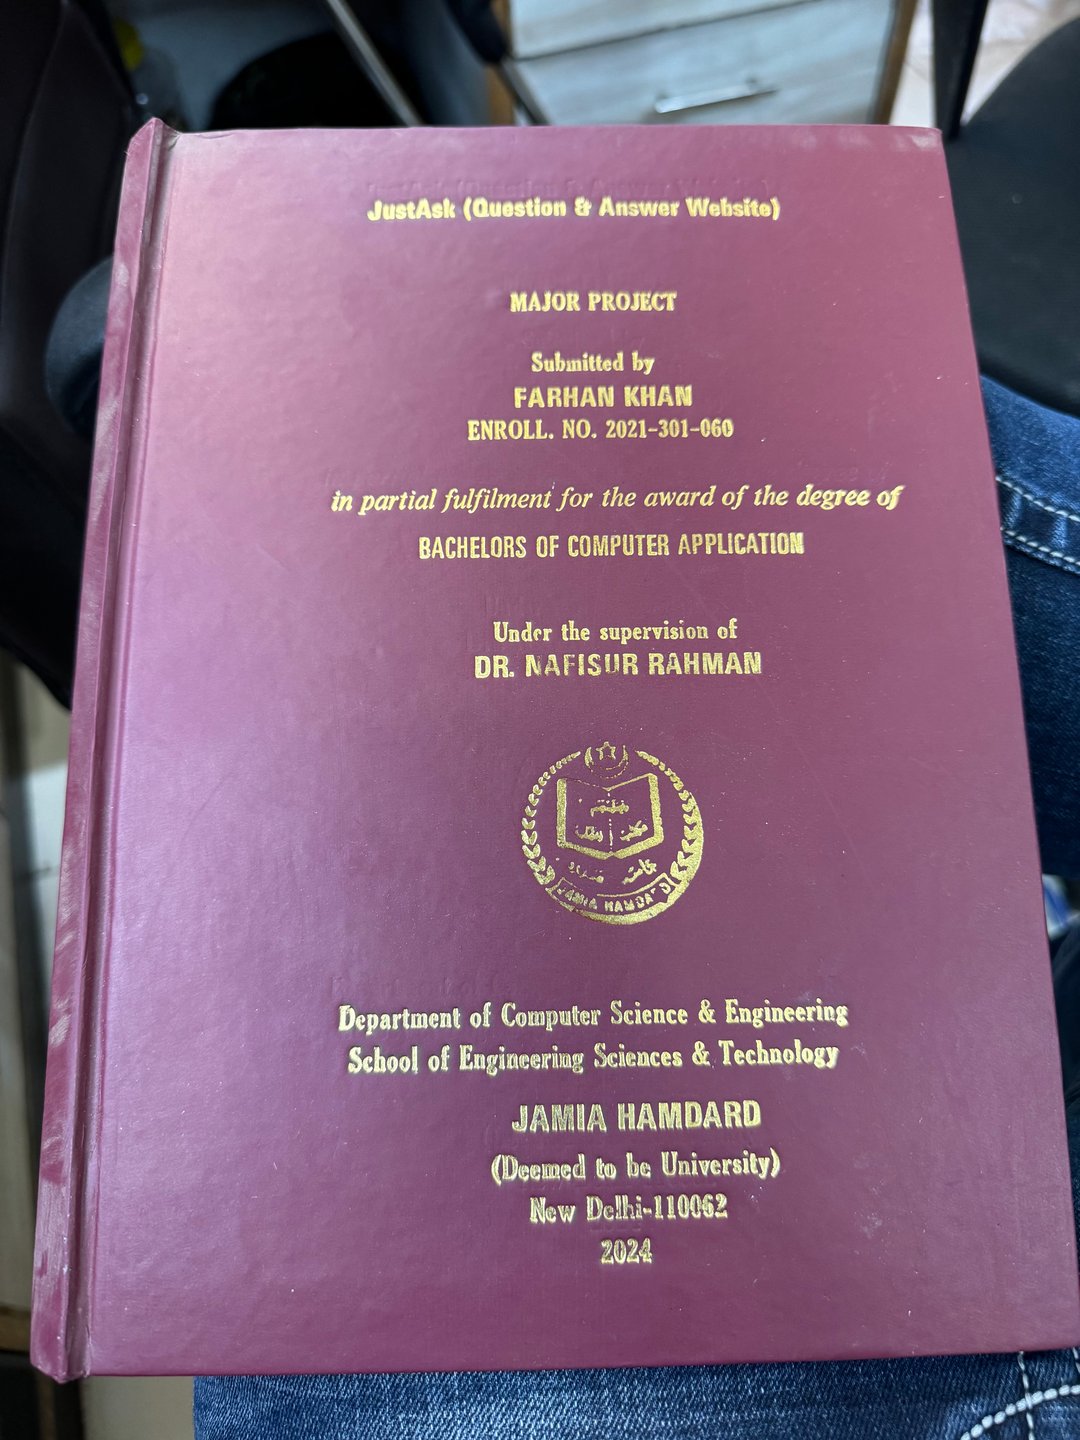 JustAsk (Question & Answer Website)
MAJOR PROJECT
Submitted by
FARHAN KHAN
ENROLL. NO. 2021-301-060
in partial fulfilment for the award of the degree of
BACHELORS OF COMPUTER APPLICATION
Under the supervision of
DR. NAFISUR RAHMAN
JAMIA HAMDARD
Department of Computer Science & Engineering
School of Engineering Sciences & Technology
JAMIA HAMDARD
(Deemed to be University)
New Delhi-110062
2024